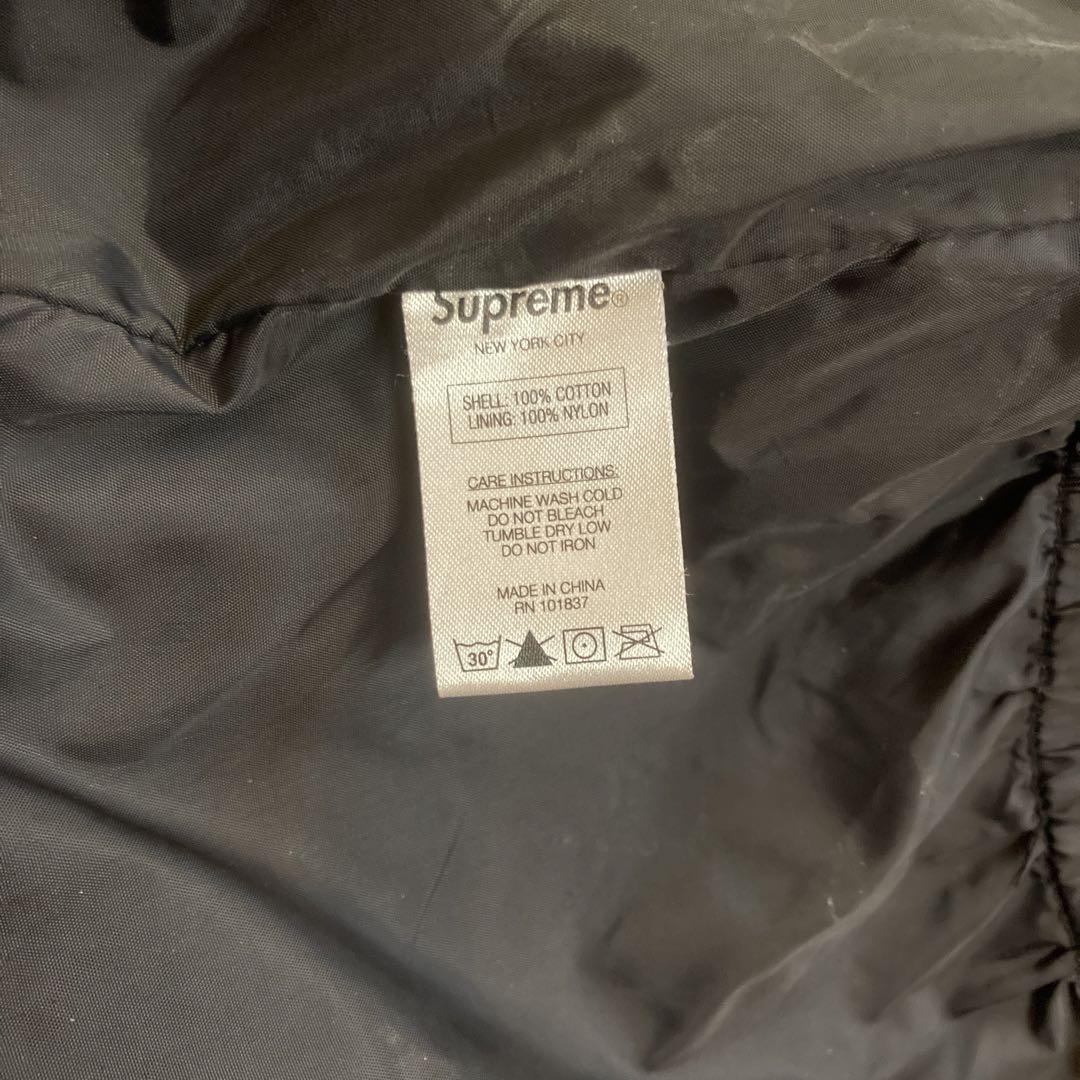 Supreme®
NEW YORK CITY
SHELL: 100% COTTON
LINING: 100% NYLON
CARE INSTRUCTIONS:
MACHINE WASH COLD
DO NOT BLEACH
TUMBLE DRY LOW
DO NOT IRON
MADE IN CHINA
RN 101837
30°